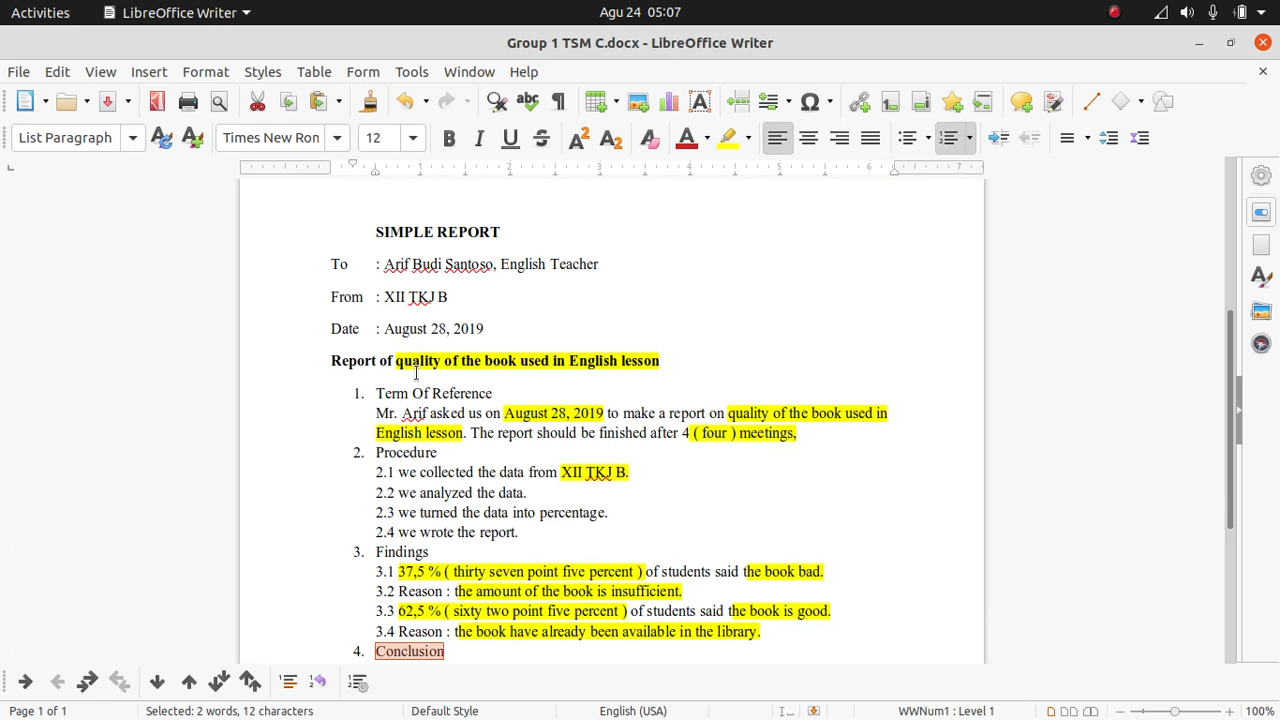 Activities LibreOffice Writer Agu 24 05:07
Group 1 TSM C.docx - LibreOffice Writer
File Edit View Insert Format Styles Table Form Tools Window Help
List Paragraph Times New Ron 12
1 2 3 4 5 6 7
SIMPLE REPORT
To : Arif Budi Santoso, English Teacher
From : XII TKJ B
Date : August 28, 2019
Report of quality of the book used in English lesson
1. Term Of Reference
Mr. Arif asked us on August 28, 2019 to make a report on quality of the book used in
English lesson. The report should be finished after 4 ( four ) meetings,
2. Procedure
2.1 we collected the data from XII TKJ B.
2.2 we analyzed the data.
2.3 we turned the data into percentage.
2.4 we wrote the report.
3. Findings
3.1 37,5 % ( thirty seven point five percent ) of students said the book bad.
3.2 Reason : the amount of the book is insufficient.
3.3 62,5 % ( sixty two point five percent ) of students said the book is good.
3.4 Reason : the book have already been available in the library.
4. Conclusion
Page 1 of 1 Selected: 2 words, 12 characters Default Style English (USA) WWNum1 : Level 1 100%